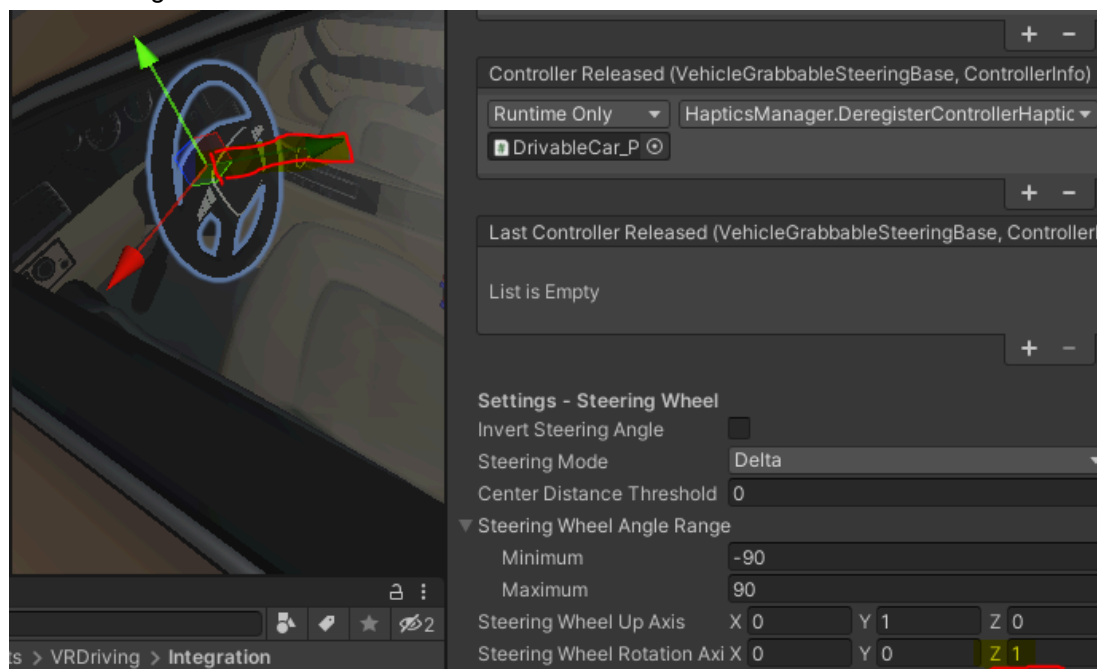 + -
Controller Released (VehicleGrabbableSteeringBase, ControllerInfo)
Runtime Only HapticsManager.DeregisterControllerHaptic
DrivableCar_P
+ -
Last Controller Released (VehicleGrabbableSteeringBase, Controller
List is Empty
+ -
Settings - Steering Wheel
Invert Steering Angle
Steering Mode Delta
Center Distance Threshold 0
Steering Wheel Angle Range
Minimum -90
Maximum 90
Steering Wheel Up Axis X 0 Y 1 Z 0
Steering Wheel Rotation Axi X 0 Y 0 Z 1
2
s > VRDriving > Integration